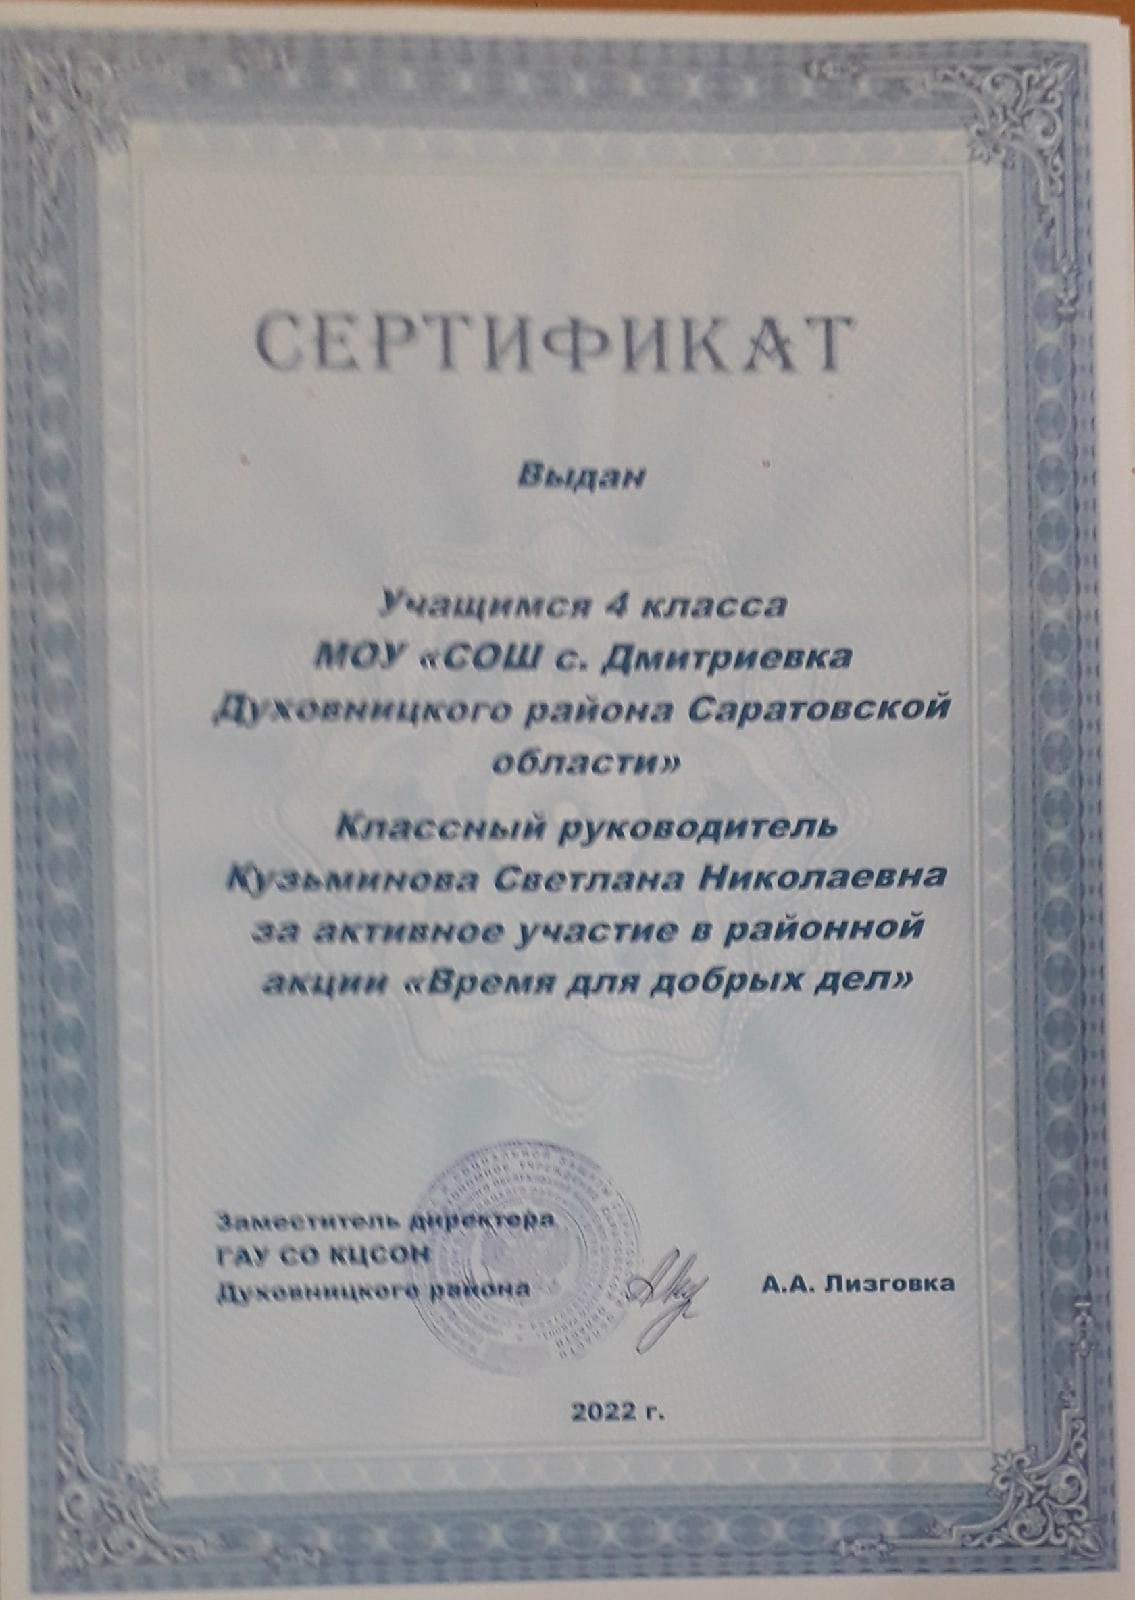 СЕРТИФИКАТ
Выдан
Учащимся 4 класса
МОУ «СОШ с. Дмитриевка
Духовницкого района Саратовской
области»
Классный руководитель
Кузьминова Светлана Николаевна
за активное участие в районной
акции «Время для добрых дел»
Заместитель директора
ГАУ СО КЦСОН
Духовницкого района
А.А. Лизговка
2022 г.